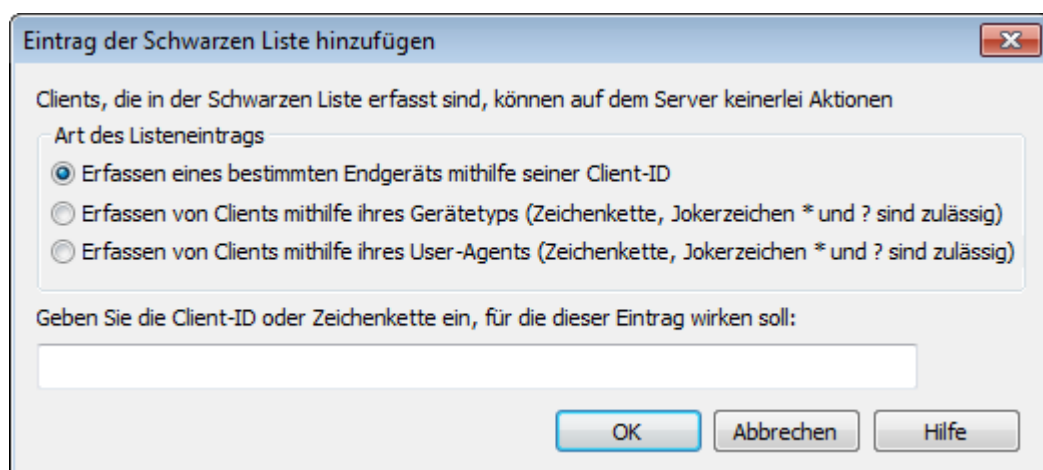 Eintrag der Schwarzen Liste hinzufügen
Clients, die in der Schwarzen Liste erfasst sind, können auf dem Server keinerlei Aktionen
Art des Listeneintrags
Erfassen eines bestimmten Endgeräts mithilfe seiner Client-ID
Erfassen von Clients mithilfe ihres Gerätetyps (Zeichenkette, Jokerzeichen * und ? sind zulässig)
Erfassen von Clients mithilfe ihres User-Agents (Zeichenkette, Jokerzeichen * und ? sind zulässig)
Geben Sie die Client-ID oder Zeichenkette ein, für die dieser Eintrag wirken soll:
OK Abbrechen Hilfe